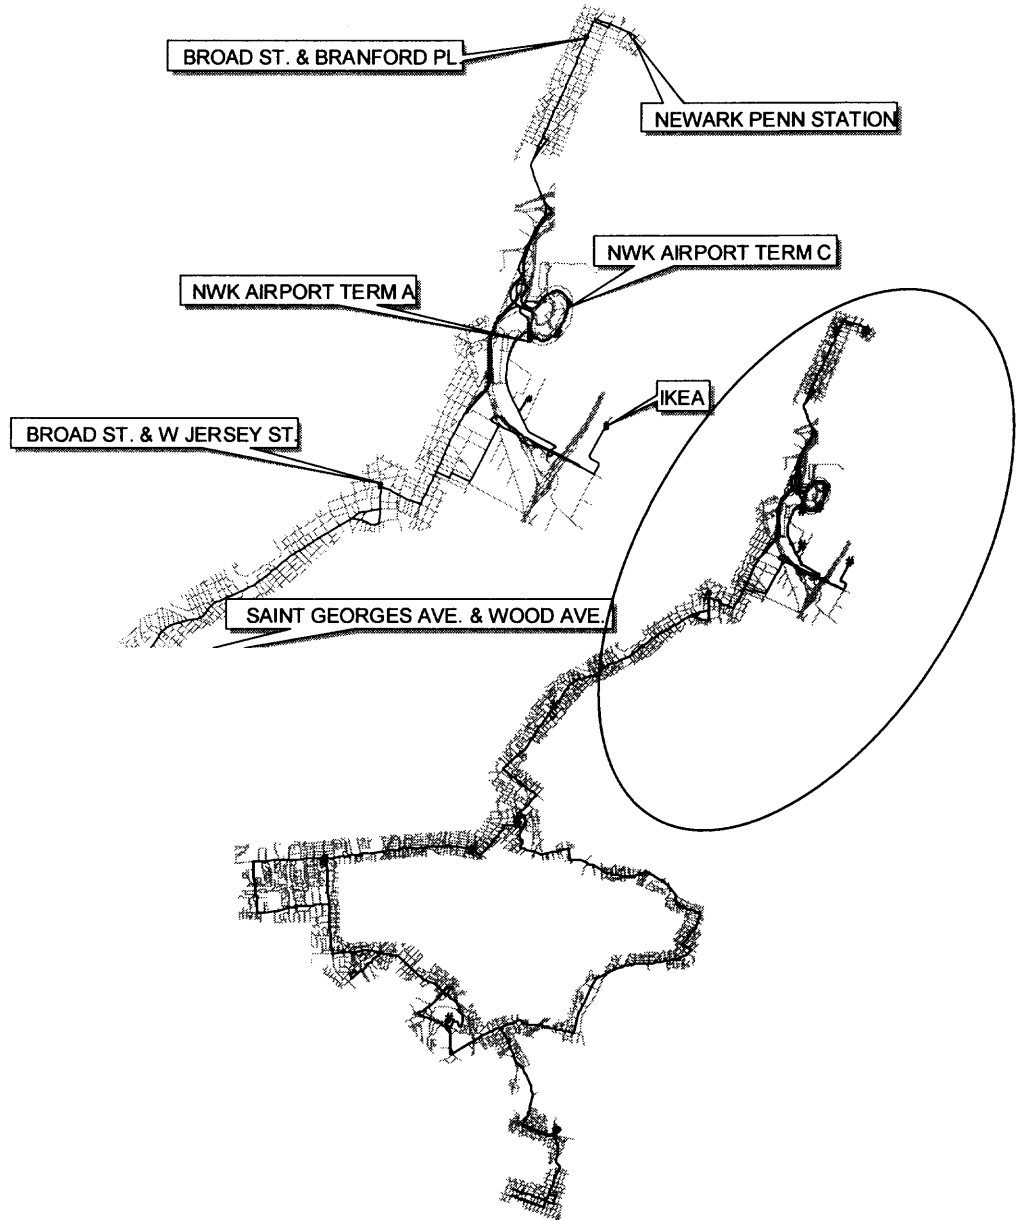 BROAD ST. & BRANFORD PL
NEWARK PENN STATION
NWK AIRPORT TERM C
NWK AIRPORT TERM A
IKEA
BROAD ST. & W JERSEY ST.
SAINT GEORGES AVE. & WOOD AVE.